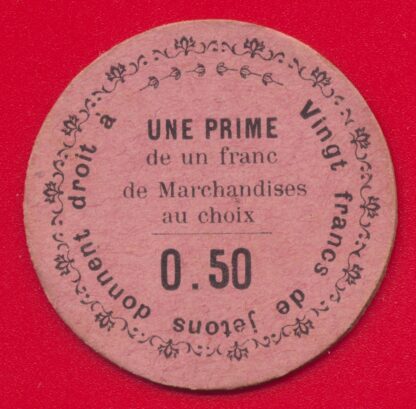 Vingt francs de jetons donnent droit à
UNE PRIME
de un franc
de Marchandises
au choix
0.50